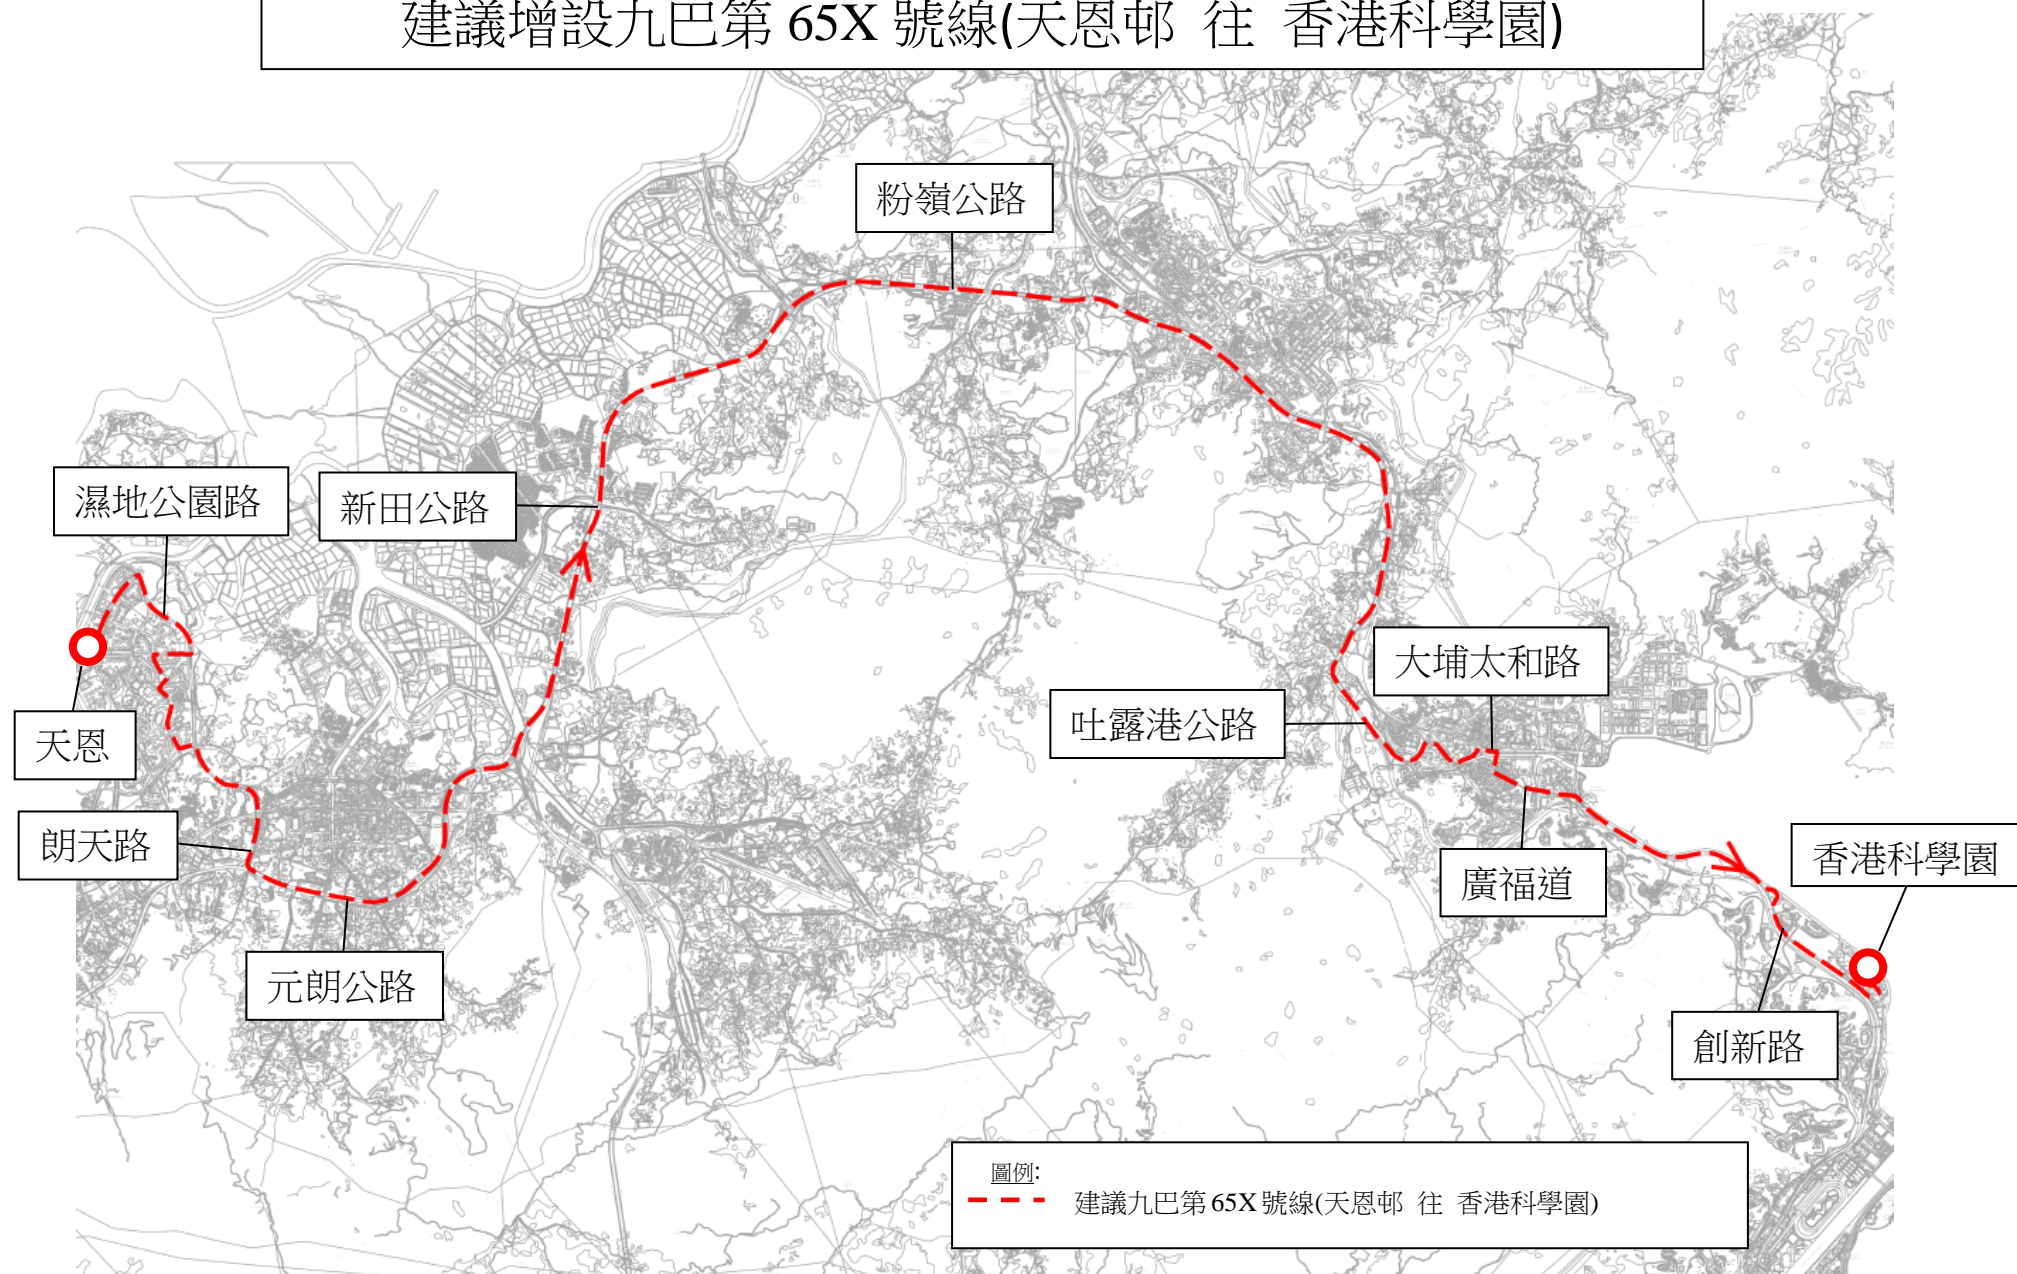 建議增設九巴第 65X 號線(天恩邨 往 香港科學園)
粉嶺公路
濕地公園路
新田公路
大埔太和路
吐露港公路
天恩
朗天路
香港科學園
廣福道
元朗公路
創新路
圖例:
建議九巴第 65X 號線(天恩邨 往 香港科學園)